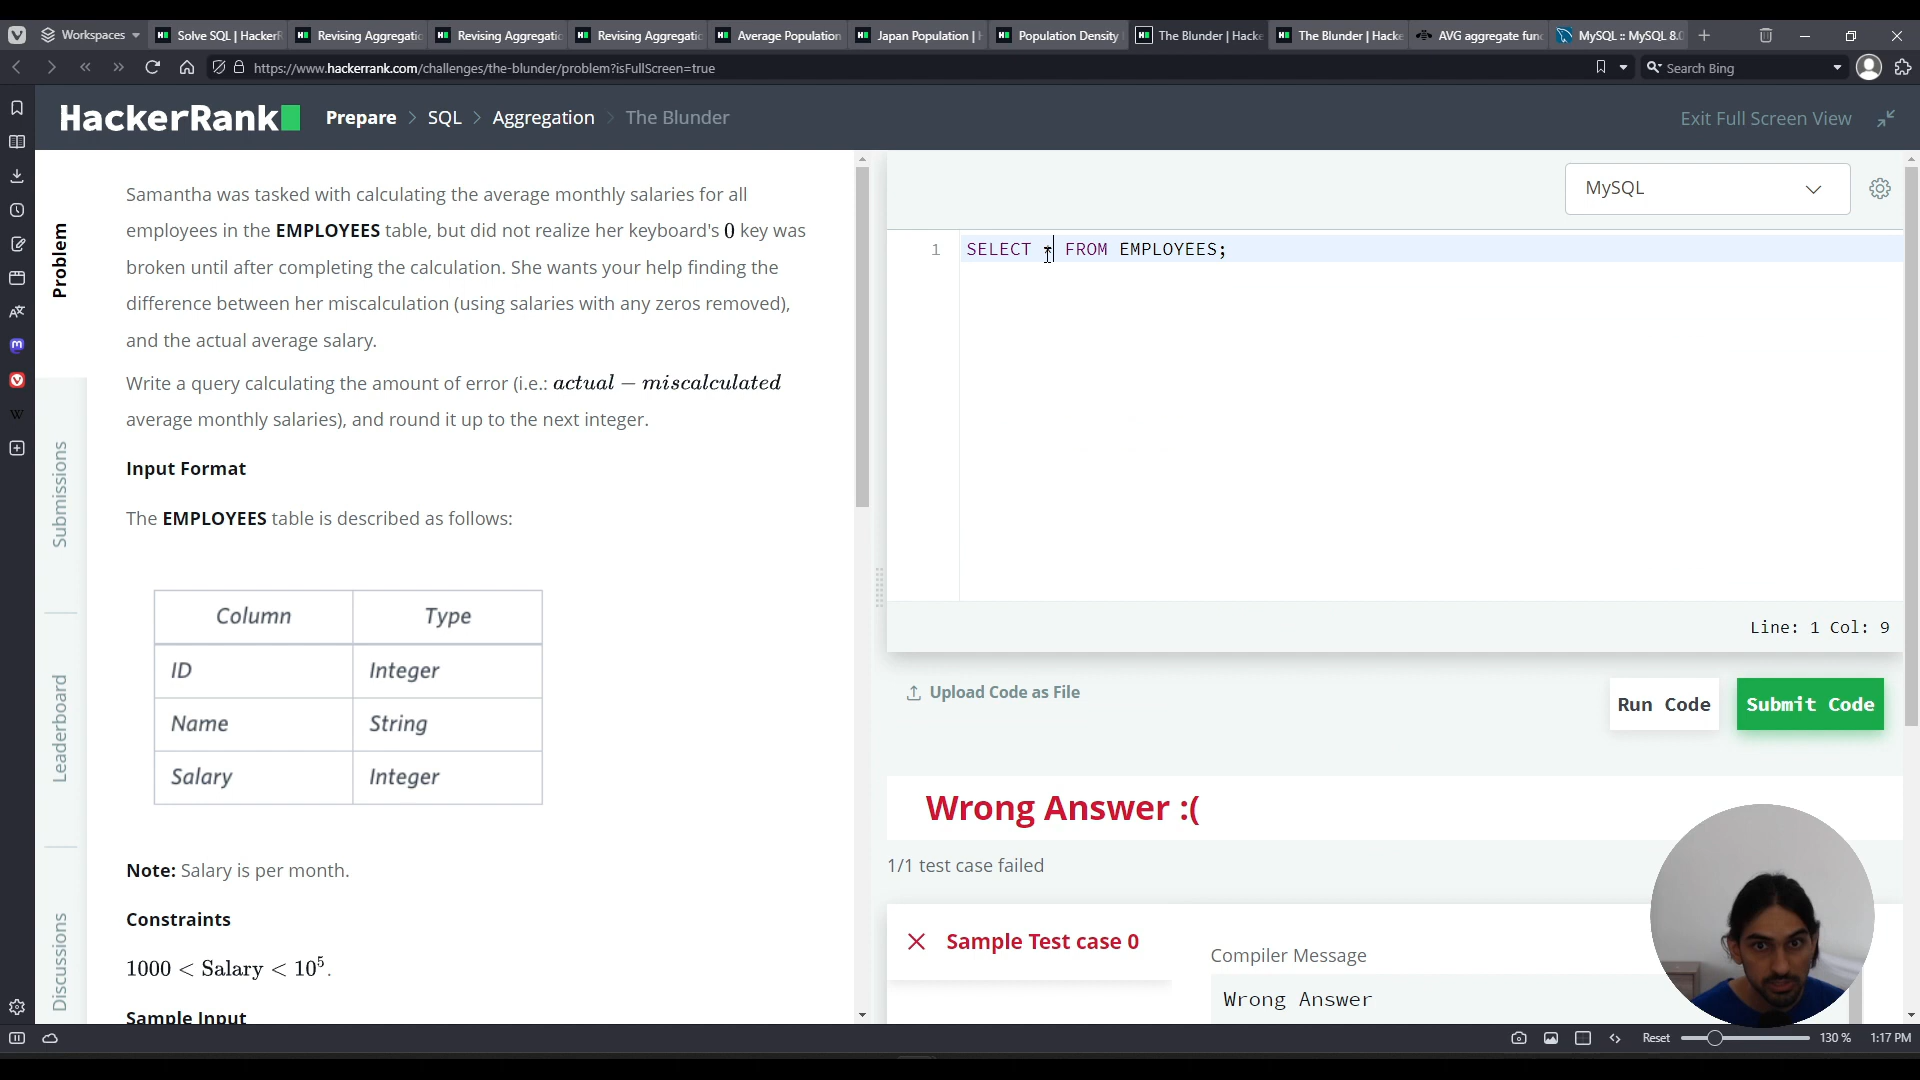 Workspaces
Solve SQL | HackerR
Revising Aggregatio
Revising Aggregatio
Revising Aggregatio
Average Population
Japan Population | H
Population Density
The Blunder | Hacke
The Blunder | Hacke
AVG aggregate func
MySQL :: MySQL 8.0
https://www.hackerrank.com/challenges/the-blunder/problem?isFullScreen=true
Search Bing
HackerRank
Prepare > SQL > Aggregation > The Blunder
Exit Full Screen View
Problem
Submissions
Leaderboard
Discussions
Samantha was tasked with calculating the average monthly salaries for all
employees in the EMPLOYEES table, but did not realize her keyboard's 0 key was
broken until after completing the calculation. She wants your help finding the
difference between her miscalculation (using salaries with any zeros removed),
and the actual average salary.
Write a query calculating the amount of error (i.e.: actual − miscalculated
average monthly salaries), and round it up to the next integer.
Input Format
The EMPLOYEES table is described as follows:
Column Type
ID Integer
Name String
Salary Integer
Note: Salary is per month.
Constraints
1000 < Salary < 10⁵.
Sample Input
MySQL
1
SELECT * FROM EMPLOYEES;
Line: 1 Col: 9
Upload Code as File
Run Code
Submit Code
Wrong Answer :(
1/1 test case failed
Sample Test case 0
Compiler Message
Wrong Answer
Reset
130 %
1:17 PM